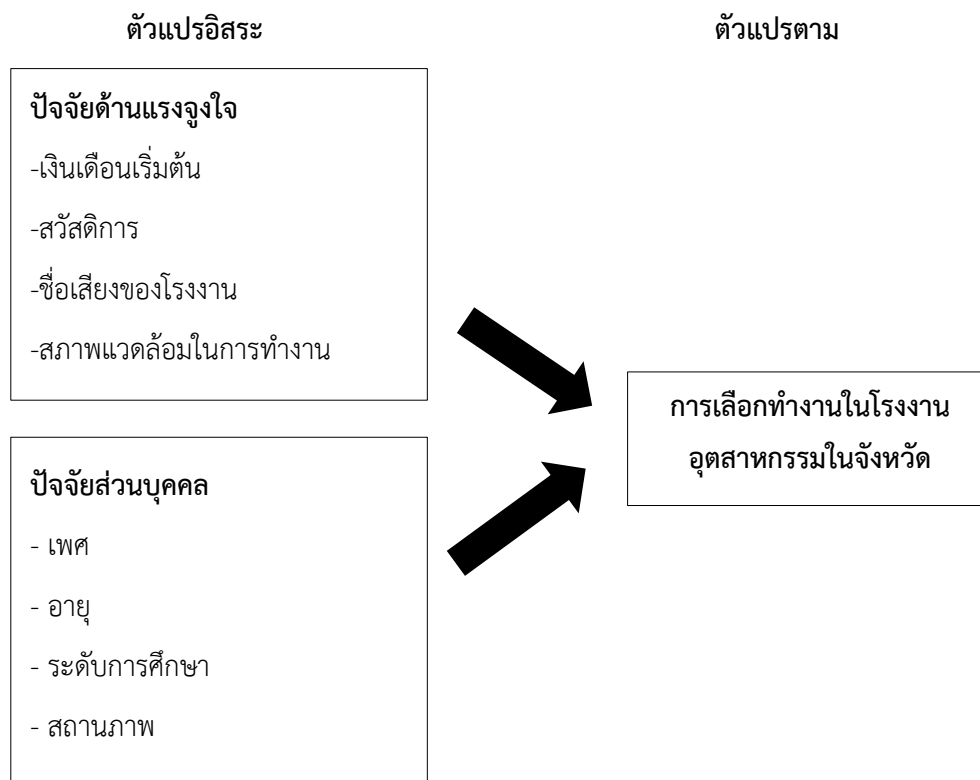 ตัวแปรอิสระ
ตัวแปรตาม
ปัจจัยด้านแรงจูงใจ
-เงินเดือนเริ่มต้น
-สวัสดิการ
-ชื่อเสียงของโรงงาน
-สภาพแวดล้อมในการทำงาน
การเลือกทำงานในโรงงาน
อุตสาหกรรมในจังหวัด
ปัจจัยส่วนบุคคล
- เพศ
- อายุ
- ระดับการศึกษา
- สถานภาพ